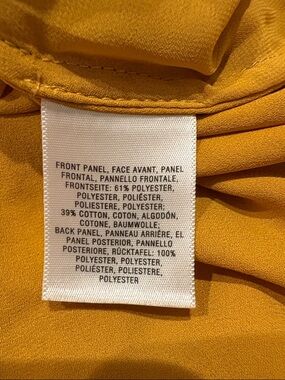 FRONT PANEL, FACE AVANT, PANEL
FRONTAL, PANNELLO FRONTALE,
FRONTSEITE: 61% POLYESTER,
POLYESTER, POLIÉSTER,
POLIESTERE, POLYESTER;
39% COTTON, COTON, ALGODÓN,
COTONE, BAUMWOLLE;
BACK PANEL, PANNEAU ARRIÉRE, EL
PANEL POSTERIOR, PANNELLO
POSTERIORE, RÜCKTAFEL: 100%
POLYESTER, POLYESTER,
POLIÉSTER, POLIESTERE,
POLYESTER